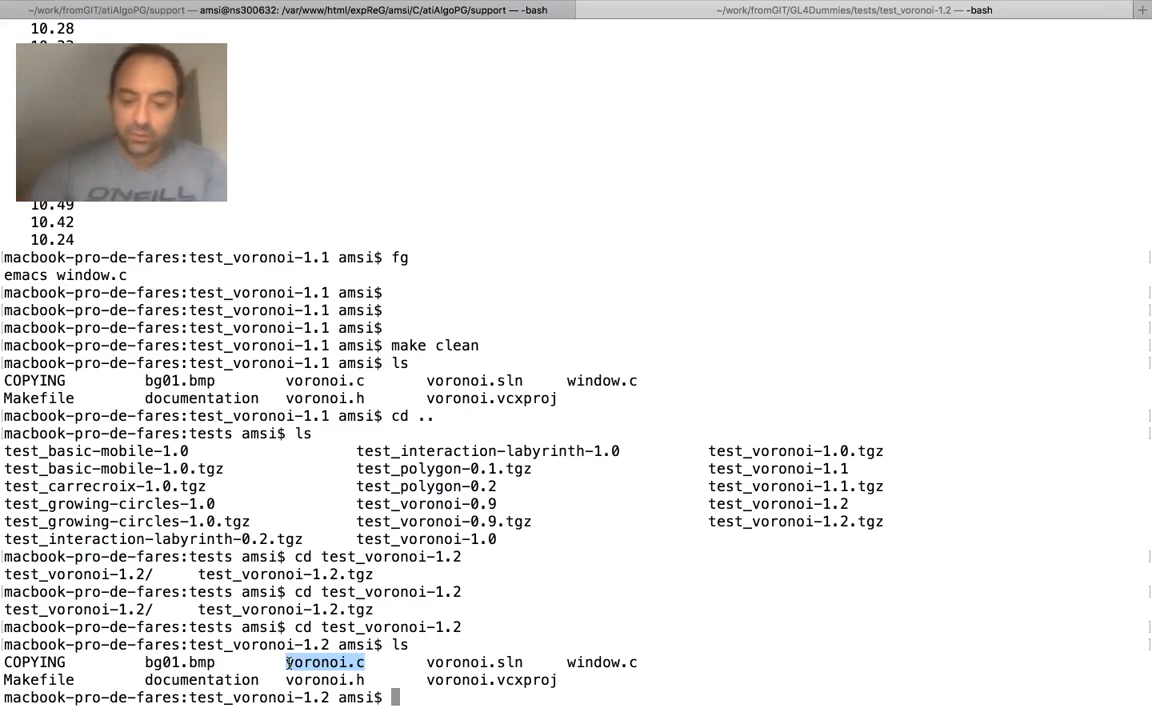 ~/work/fromGIT/atiAlgoPG/support — amsi@ns300632: /var/www/html/expReG/amsi/C/atiAlgoPG/support — -bash
~/work/fromGIT/GL4Dummies/tests/test_voronoi-1.2 — -bash
+
10.28
O'NEILL
10.49
10.42
10.24
[macbook-pro-de-fares:test_voronoi-1.1 amsi$ fg ]
emacs window.c
[macbook-pro-de-fares:test_voronoi-1.1 amsi$ ]
[macbook-pro-de-fares:test_voronoi-1.1 amsi$ ]
[macbook-pro-de-fares:test_voronoi-1.1 amsi$ ]
[macbook-pro-de-fares:test_voronoi-1.1 amsi$ make clean ]
[macbook-pro-de-fares:test_voronoi-1.1 amsi$ ls ]
COPYING bg01.bmp voronoi.c voronoi.sln window.c
Makefile documentation voronoi.h voronoi.vcxproj
[macbook-pro-de-fares:test_voronoi-1.1 amsi$ cd .. ]
[macbook-pro-de-fares:tests amsi$ ls ]
test_basic-mobile-1.0 test_interaction-labyrinth-1.0 test_voronoi-1.0.tgz
test_basic-mobile-1.0.tgz test_polygon-0.1.tgz test_voronoi-1.1
test_carrecroix-1.0.tgz test_polygon-0.2 test_voronoi-1.1.tgz
test_growing-circles-1.0 test_voronoi-0.9 test_voronoi-1.2
test_growing-circles-1.0.tgz test_voronoi-0.9.tgz test_voronoi-1.2.tgz
test_interaction-labyrinth-0.2.tgz test_voronoi-1.0
[macbook-pro-de-fares:tests amsi$ cd test_voronoi-1.2 ]
test_voronoi-1.2/ test_voronoi-1.2.tgz
[macbook-pro-de-fares:tests amsi$ cd test_voronoi-1.2 ]
test_voronoi-1.2/ test_voronoi-1.2.tgz
[macbook-pro-de-fares:tests amsi$ cd test_voronoi-1.2 ]
[macbook-pro-de-fares:test_voronoi-1.2 amsi$ ls ]
COPYING bg01.bmp voronoi.c voronoi.sln window.c
Makefile documentation voronoi.h voronoi.vcxproj
macbook-pro-de-fares:test_voronoi-1.2 amsi$